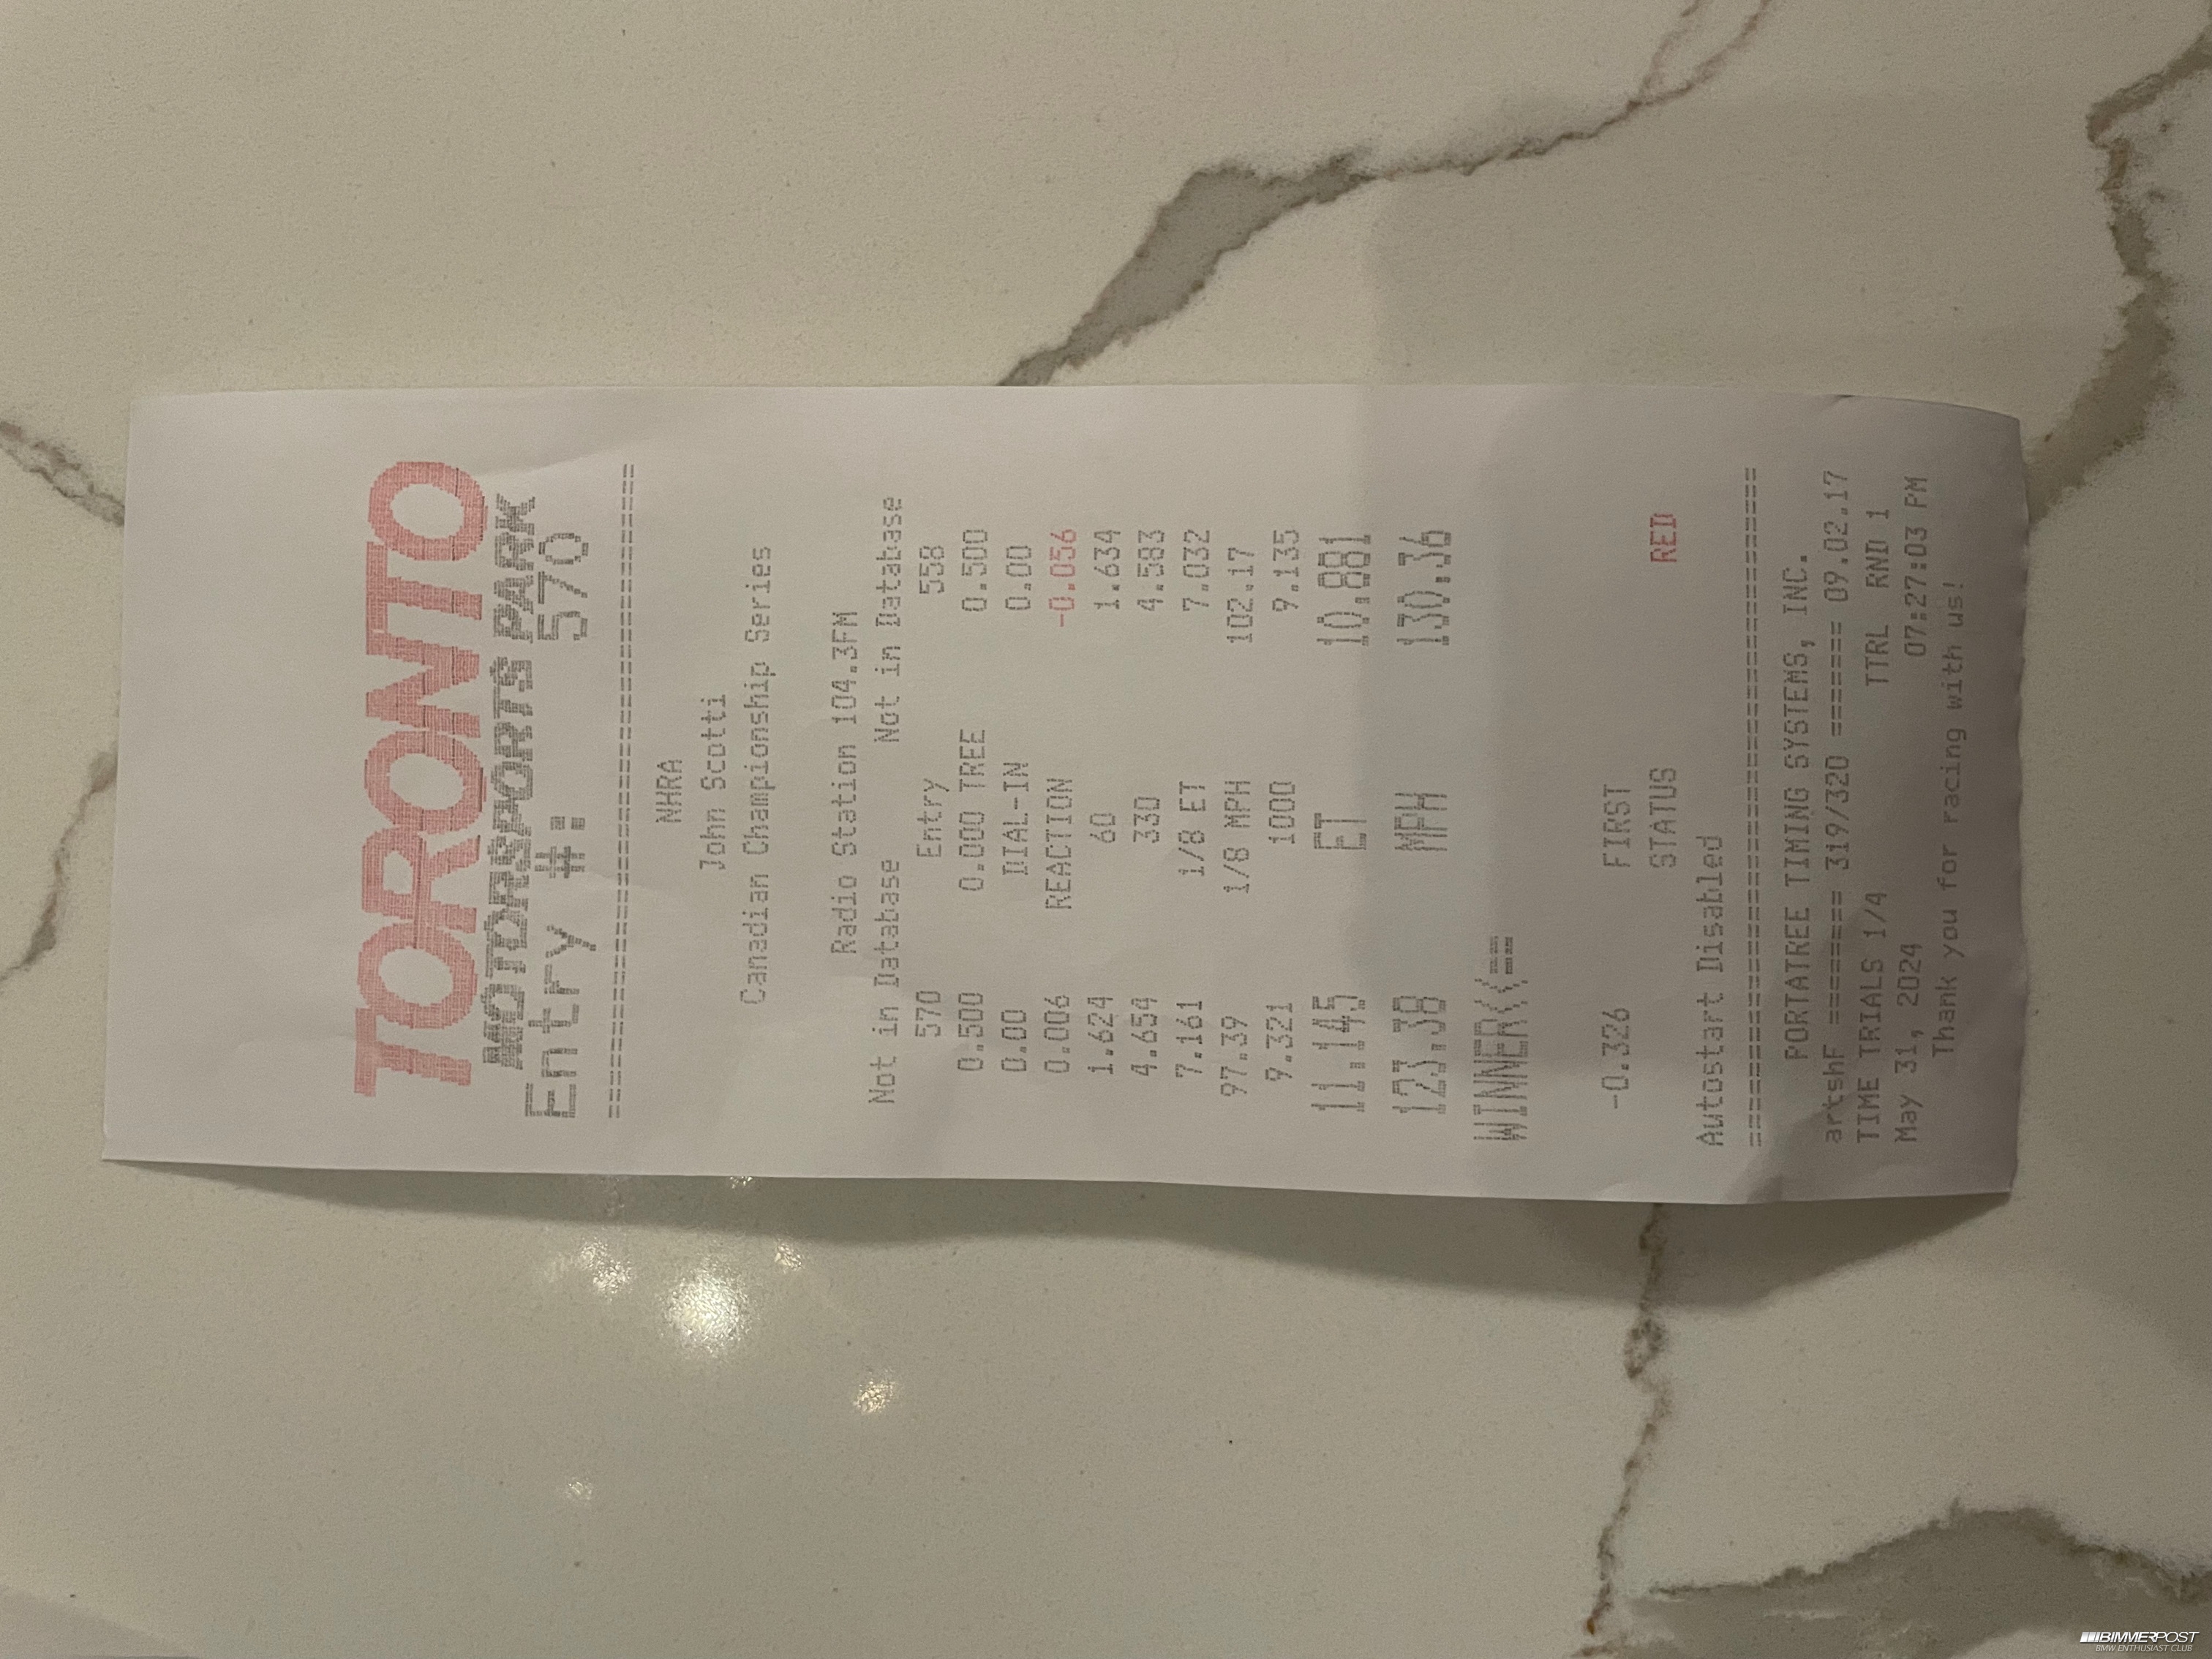 TORONTO
MOTORSPORTS PARK
Entry #: 570
================================================
NHRA
John Scotti
Canadian Championship Series
Radio Station 104.3FM
Not in Database Not in Database
570 Entry 558
0.500 0.000 TREE 0.500
0.00 DIAL-IN 0.00
0.006 REACTION -0.056
1.624 60 1.634
4.654 330 4.583
7.161 1/8 ET 7.032
97.39 1/8 MPH 102.17
9.321 1000 9.135
11.145 ET 10.881
123.38 MPH 130.36
WINNER<<==
-0.326 FIRST
STATUS RED
Autostart Disabled
================================================
PORTATREE TIMING SYSTEMS, INC.
artshF ======= 319/320 ======= 09.02.17
TIME TRIALS 1/4 TTRL RND 1
May 31, 2024 07:27:03 PM
Thank you for racing with us!
BIMMERPOST
BMW ENTHUSIAST CLUB